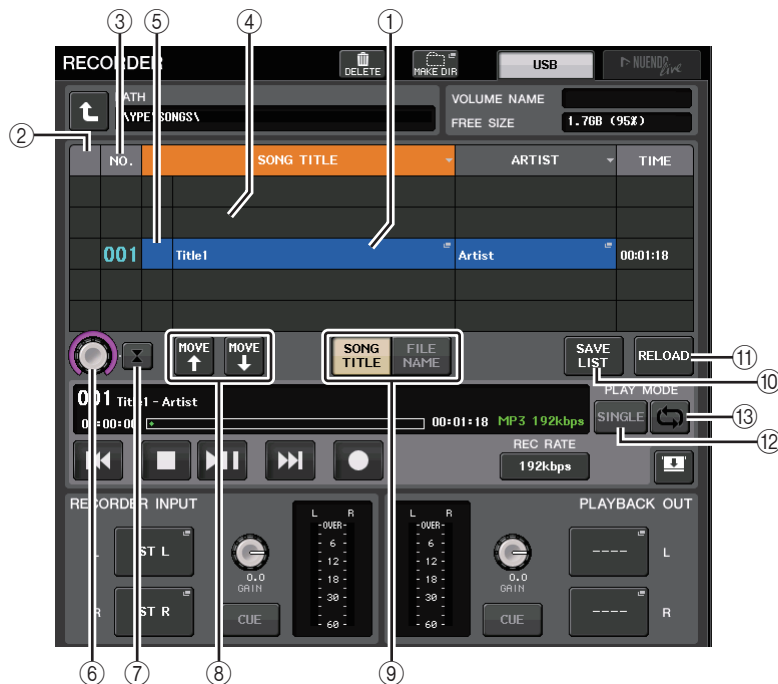 ③ ⑤ ④ ①
RECORDER
DELETE
MAKE DIR
USB
NUENDO live
PATH
\YPE\SONGS\
VOLUME NAME
FREE SIZE 1.7GB (95%)
②
NO. SONG TITLE ARTIST TIME
001 Title1 Artist 00:01:18
MOVE
MOVE
SONG TITLE
FILE NAME
SAVE LIST
RELOAD
⑪
⑩
PLAY MODE
001 Title1 - Artist
00:00:00 00:01:18 MP3 192kbps
SINGLE
⑬
⑫
REC RATE
192kbps
RECORDER INPUT
PLAYBACK OUT
L R
L R
-OVER-
-OVER-
- 6 -
- 6 -
- 12 -
- 12 -
- 18 -
- 18 -
- 30 -
- 30 -
- 60 -
- 60 -
L ST L
R ST R
0.0
GAIN
CUE
0.0
GAIN
CUE
---- L
---- R
⑥ ⑦ ⑧ ⑨